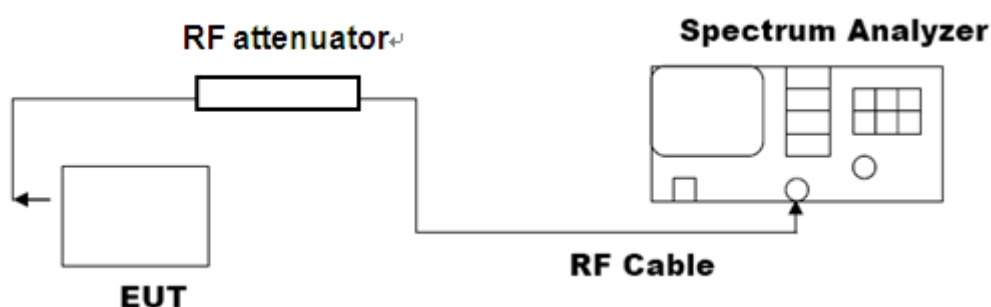 RF attenuator↵
Spectrum Analyzer
RF Cable
EUT